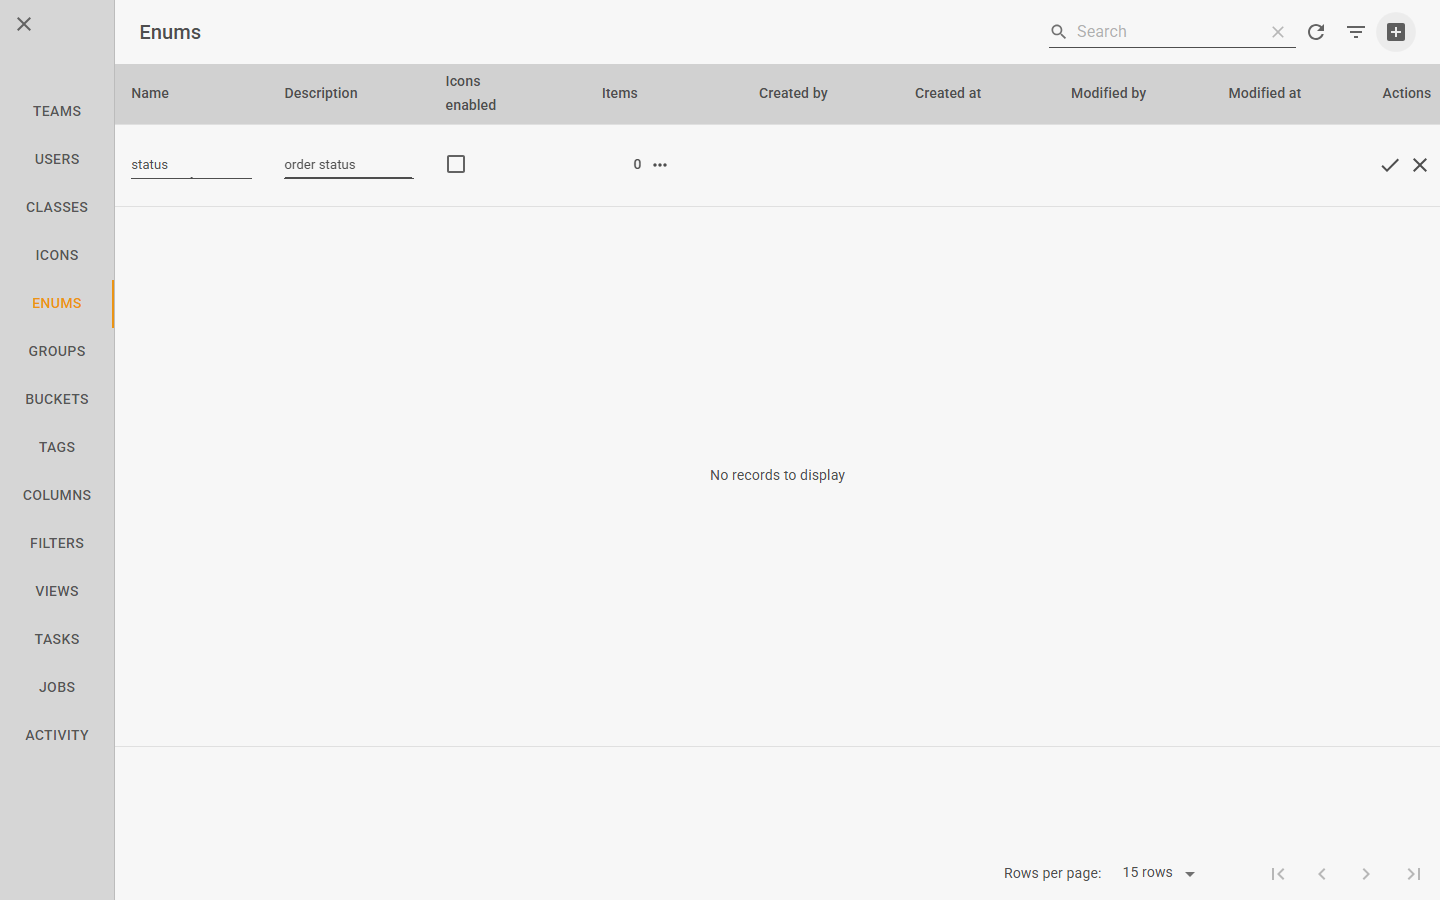 Enums
Search
TEAMS
USERS
CLASSES
ICONS
ENUMS
GROUPS
BUCKETS
TAGS
COLUMNS
FILTERS
VIEWS
TASKS
JOBS
ACTIVITY
Name
Description
Icons
enabled
Items
Created by
Created at
Modified by
Modified at
Actions
status
order status
0
No records to display
Rows per page:
15 rows